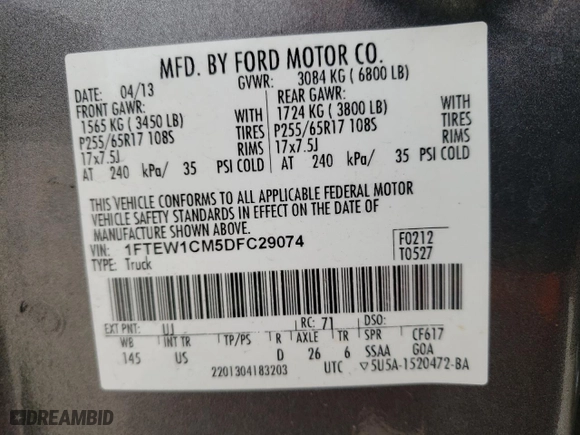 MFD. BY FORD MOTOR CO.
DATE: 04/13 GVWR: 3084 KG ( 6800 LB)
FRONT GAWR: REAR GAWR:
1565 KG ( 3450 LB) WITH 1724 KG ( 3800 LB) WITH
P255/65R17 108S TIRES P255/65R17 108S TIRES
17x7.5J RIMS 17x7.5J RIMS
AT 240 kPa/ 35 PSI COLD AT 240 kPa/ 35 PSI COLD
THIS VEHICLE CONFORMS TO ALL APPLICABLE FEDERAL MOTOR
VEHICLE SAFETY STANDARDS IN EFFECT ON THE DATE OF
MANUFACTURE SHOWN ABOVE.
VIN: 1FTEW1CM5DFC29074 F0212
TYPE: Truck T0527
EXT PNT: UJ RC: 71 DSO:
WB INT TR TP/PS R AXLE TR SPR CF617
145 US D 26 6 SSAA GOA
2201304183203 UTC ▽5U5A-1520472-BA
DREAMBID